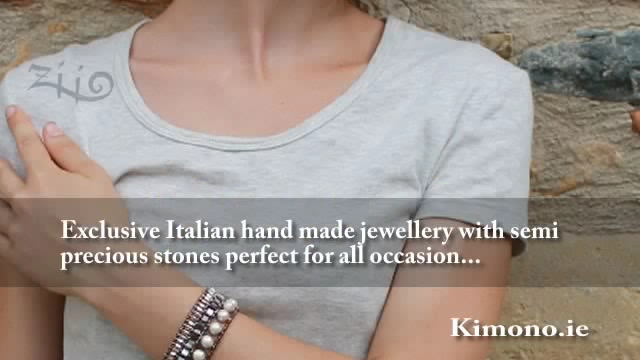 Exclusive Italian hand made jewellery with semi
precious stones perfect for all occasion...
Kimono.ie